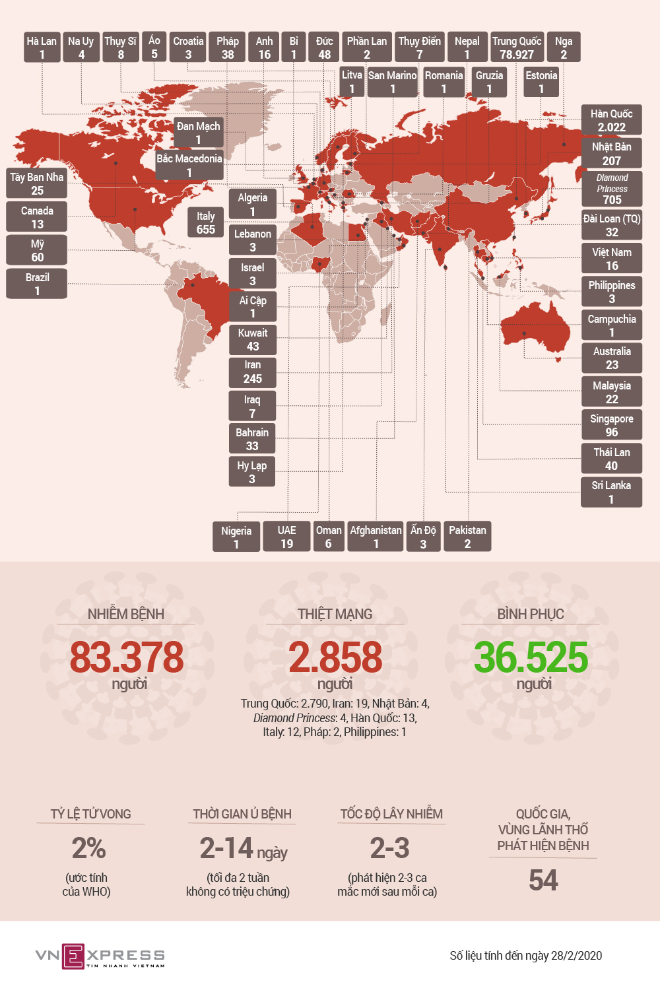 Hà Lan
1
Na Uy
4
Thụy Sĩ
8
Áo
5
Croatia
3
Pháp
38
Anh
16
Bỉ
1
Đức
48
Phần Lan
2
Thụy Điển
7
Nepal
1
Trung Quốc
78.927
Nga
2
Litva
1
San Marino
1
Romania
1
Gruzia
1
Estonia
1
Hàn Quốc
2.022
Nhật Bản
207
Diamond
Princess
705
Đài Loan (TQ)
32
Việt Nam
16
Philippines
3
Campuchia
1
Australia
23
Malaysia
22
Singapore
96
Thái Lan
40
Sri Lanka
1
Đan Mạch
1
Bắc Macedonia
1
Tây Ban Nha
25
Canada
13
Mỹ
60
Brazil
1
Italy
655
Algeria
1
Lebanon
3
Israel
3
Ai Cập
1
Kuwait
43
Iran
245
Iraq
7
Bahrain
33
Hy Lạp
3
Nigeria
1
UAE
19
Oman
6
Afghanistan
1
Ấn Độ
3
Pakistan
2
NHIỄM BỆNH
83.378
người
THIỆT MẠNG
2.858
người
Trung Quốc: 2.790, Iran: 19, Nhật Bản: 4,
Diamond Princess: 4, Hàn Quốc: 13,
Italy: 12, Pháp: 2, Philippines: 1
BÌNH PHỤC
36.525
người
TỶ LỆ TỬ VONG
2%
(ước tính
của WHO)
THỜI GIAN Ủ BỆNH
2-14 ngày
(tối đa 2 tuần
không có triệu chứng)
TỐC ĐỘ LÂY NHIỄM
2-3
(phát hiện 2-3 ca
mắc mới sau mỗi ca)
QUỐC GIA,
VÙNG LÃNH THỔ
PHÁT HIỆN BỆNH
54
VNEXPRESS
TIN NHANH VIETNAM
Số liệu tính đến ngày 28/2/2020